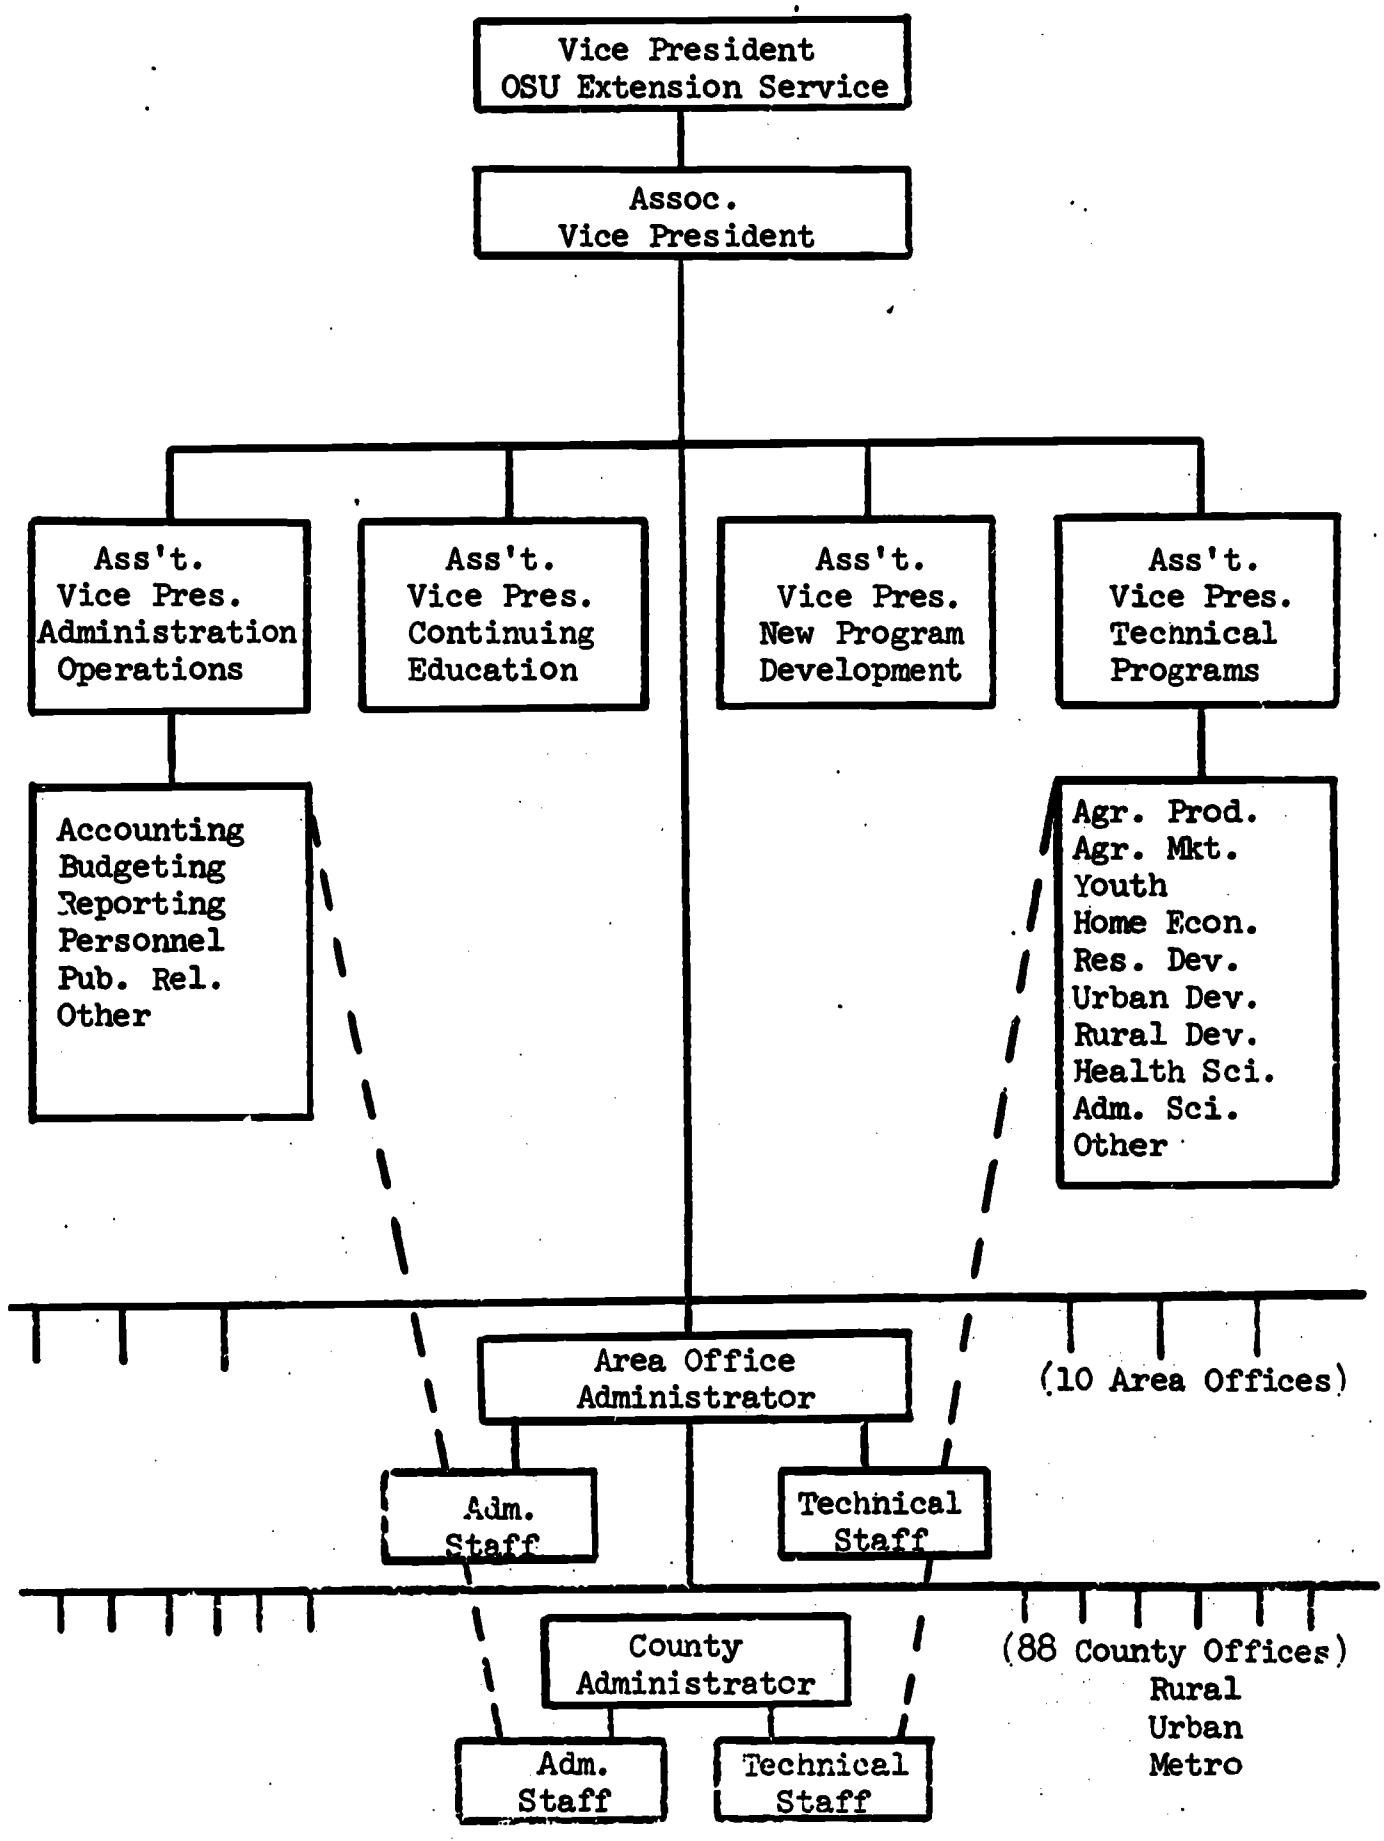 Vice President
OSU Extension Service
Assoc.
Vice President
Ass't.
Vice Pres.
Administration
Operations
Ass't.
Vice Pres.
Continuing
Education
Ass't.
Vice Pres.
New Program
Development
Ass't.
Vice Pres.
Technical
Programs
Accounting
Budgeting
Reporting
Personnel
Pub. Rel.
Other
Agr. Prod.
Agr. Mkt.
Youth
Home Econ.
Res. Dev.
Urban Dev.
Rural Dev.
Health Sci.
Adm. Sci.
Other
Area Office
Administrator
(10 Area Offices)
Adm.
Staff
Technical
Staff
County
Administrator
(88 County Offices)
Rural
Urban
Metro
Adm.
Staff
Technical
Staff